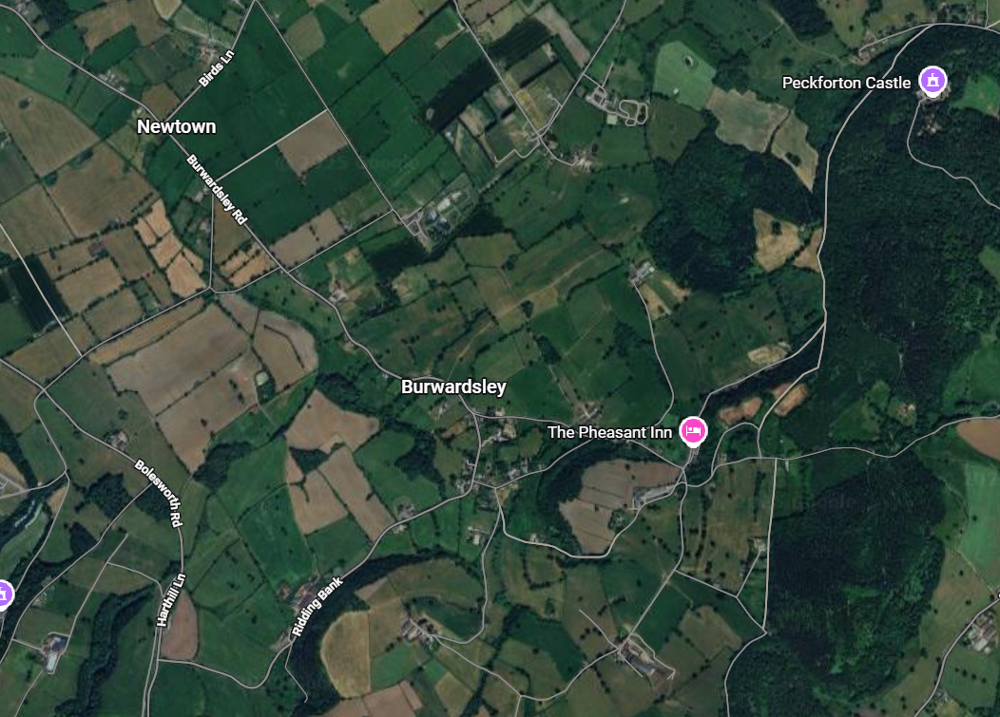 Peckforton Castle
Birds Ln
Newtown
Burwardsley Rd
Burwardsley
The Pheasant Inn
Bolesworth Rd
Harthill Ln
Ridding Bank